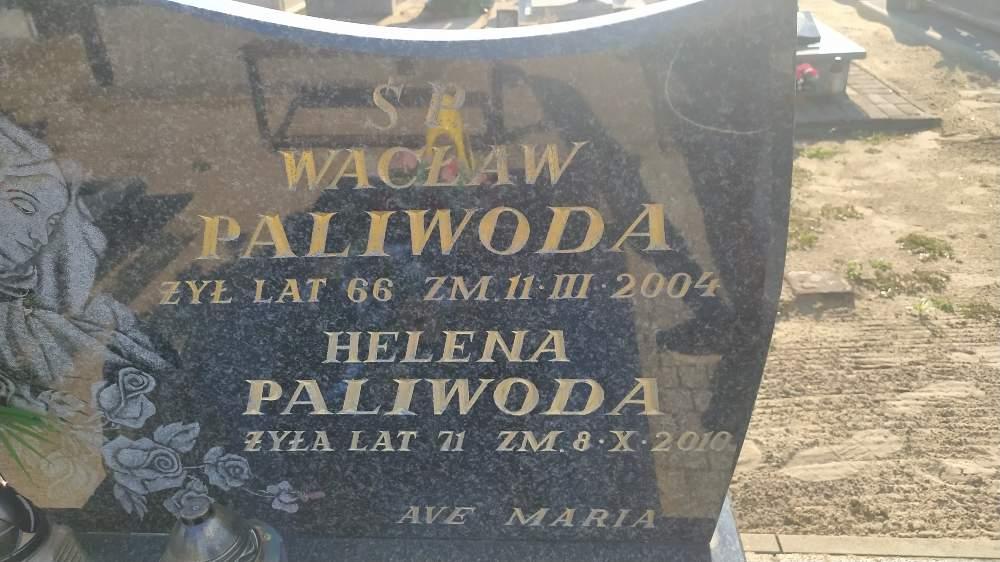 Ś P.
WACŁAW
PALIWODA
ŻYŁ LAT 66 ZM. 11·III·2004
HELENA
PALIWODA
ŻYŁA LAT 71 ZM. 8·X·2010
AVE MARIA